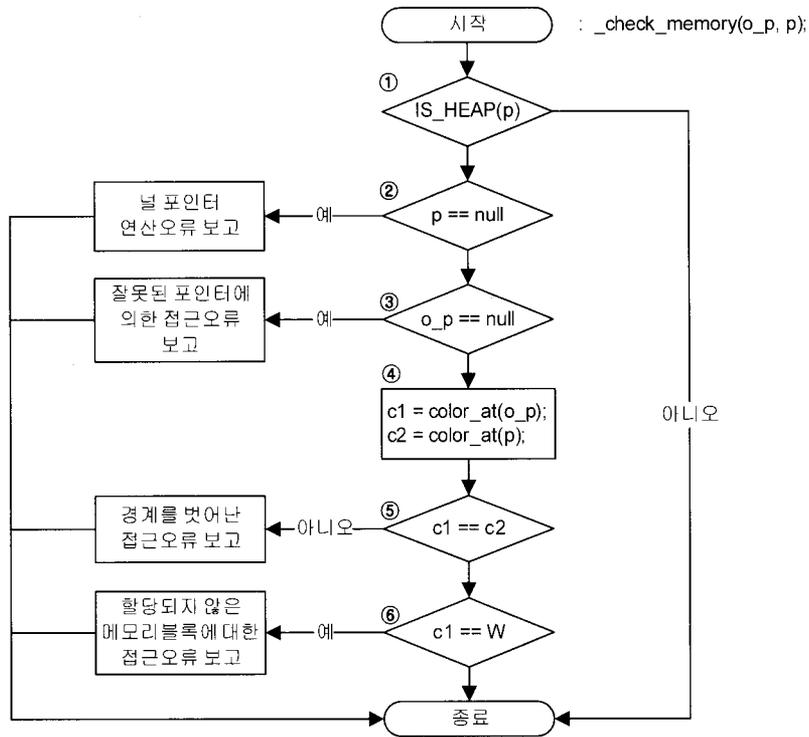 시작
: _check_memory(o_p, p);
①
IS_HEAP(p)
②
p == null
예
널 포인터
연산오류 보고
③
o_p == null
예
잘못된 포인터에
의한 접근오류
보고
④
c1 = color_at(o_p);
c2 = color_at(p);
아니오
⑤
c1 == c2
아니오
경계를 벗어난
접근오류 보고
⑥
c1 == W
예
할당되지 않은
메모리블록에 대한
접근오류 보고
종료